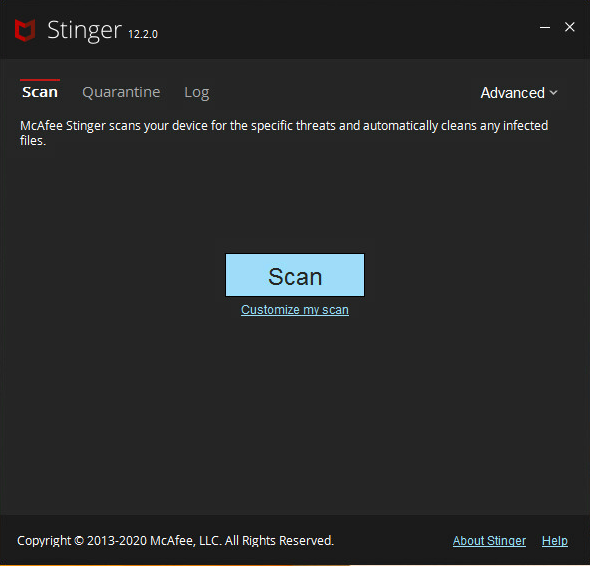 Stinger 12.2.0
Scan Quarantine Log Advanced
McAfee Stinger scans your device for the specific threats and automatically cleans any infected
files.
Scan
Customize my scan
Copyright © 2013-2020 McAfee, LLC. All Rights Reserved. About Stinger Help